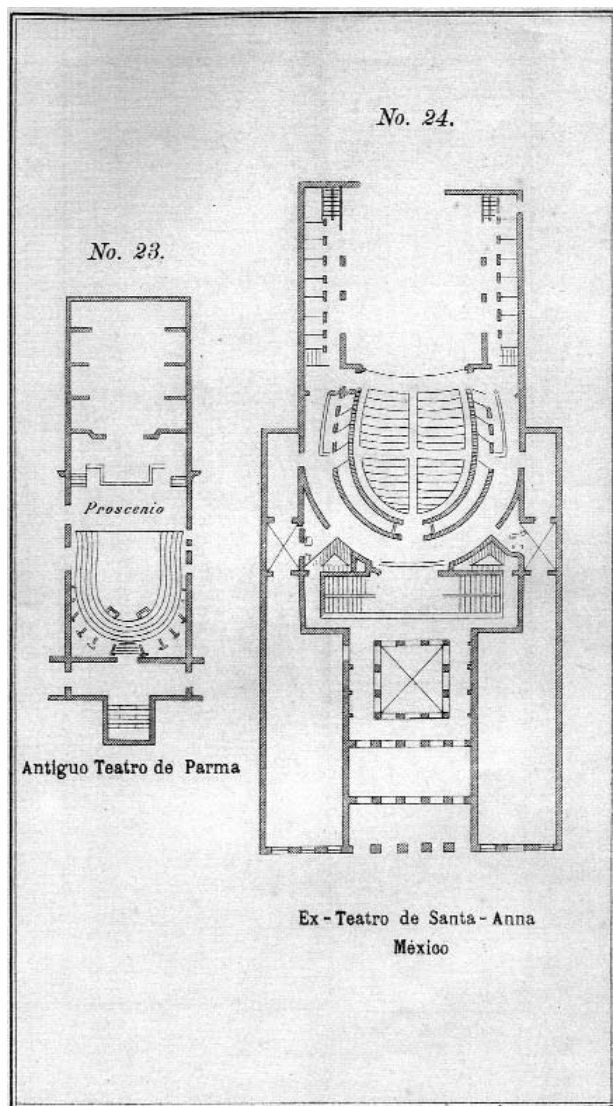 No. 23.
Proscenio
Antiguo Teatro de Parma
No. 24.
Ex-Teatro de Santa-Anna
México